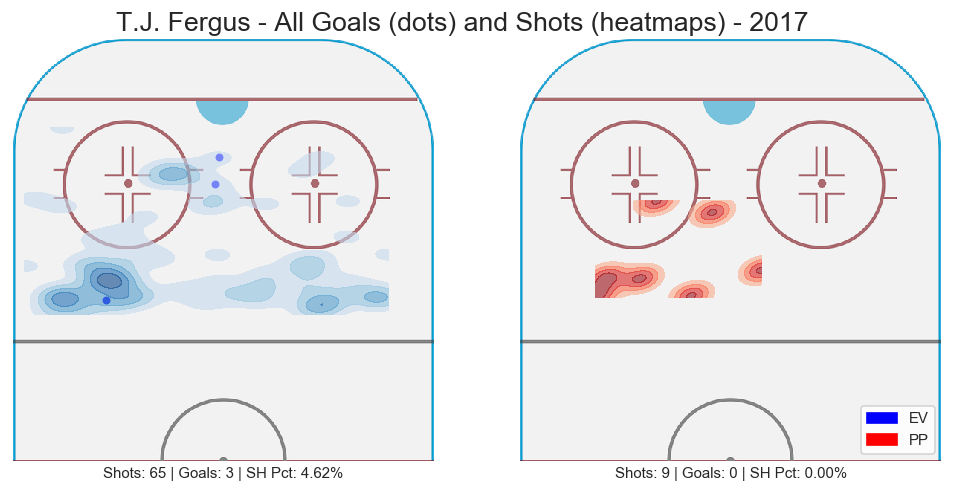 T.J. Fergus - All Goals (dots) and Shots (heatmaps) - 2017
EV
PP
Shots: 65 | Goals: 3 | SH Pct: 4.62%
Shots: 9 | Goals: 0 | SH Pct: 0.00%